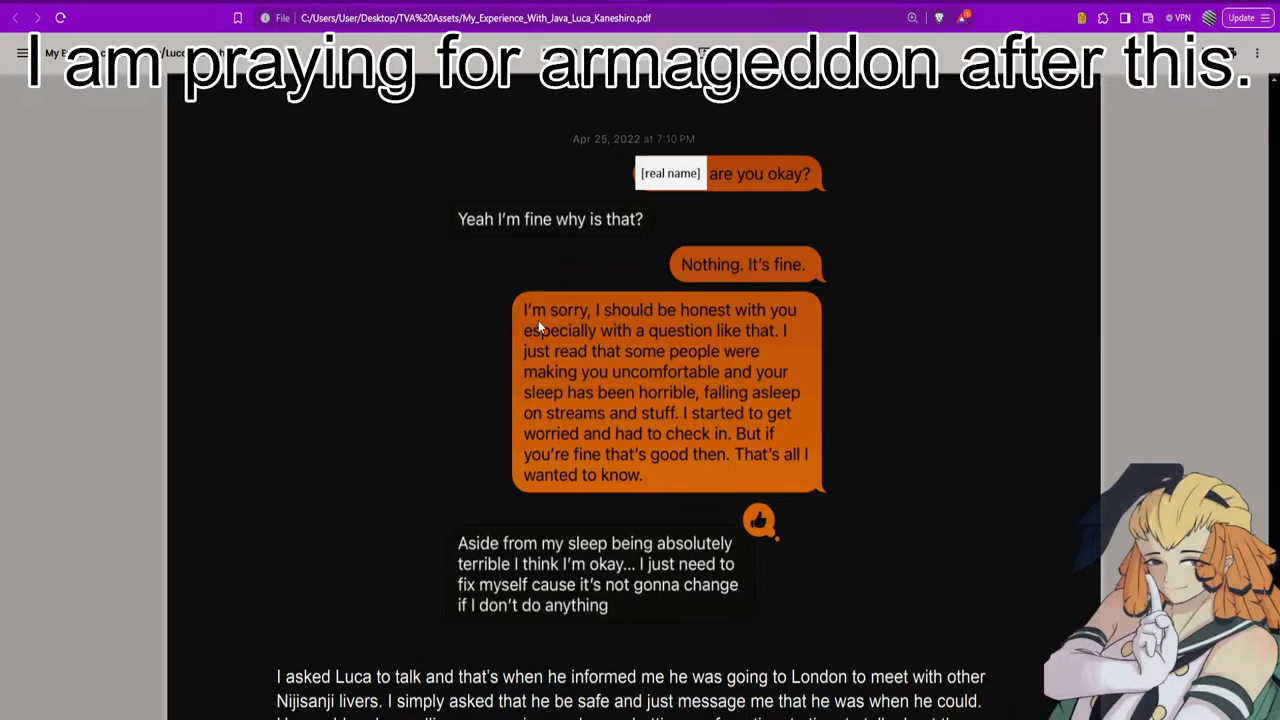 File
C:/Users/User/Desktop/TVA%20Assets/My_Experience_With_Java_Luca_Kaneshiro.pdf
VPN
Update
I am praying for armageddon after this.
Apr 25, 2022 at 7:10 PM
[real name] are you okay?
Yeah I'm fine why is that?
Nothing. It's fine.
I'm sorry, I should be honest with you
especially with a question like that. I
just read that some people were
making you uncomfortable and your
sleep has been horrible, falling asleep
on streams and stuff. I started to get
worried and had to check in. But if
you're fine that's good then. That's all I
wanted to know.
Aside from my sleep being absolutely
terrible I think I'm okay... I just need to
fix myself cause it's not gonna change
if I don't do anything
I asked Luca to talk and that's when he informed me he was going to London to meet with other
Nijisanji livers. I simply asked that he be safe and just message me that he was when he could.